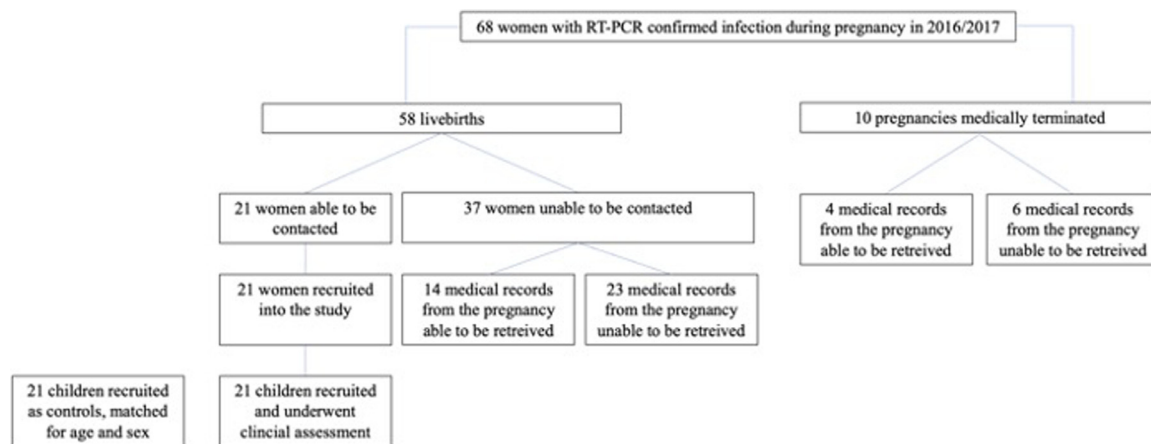 68 women with RT-PCR confirmed infection during pregnancy in 2016/2017
58 livebirths
10 pregnancies medically terminated
21 women able to be
contacted
37 women unable to be contacted
4 medical records
from the pregnancy
able to be retreived
6 medical records
from the pregnancy
unable to be retreived
21 women recruited
into the study
14 medical records
from the pregnancy
able to be retreived
23 medical records
from the pregnancy
unable to be retreived
21 children recruited
as controls, matched
for age and sex
21 children recruited
and underwent
clincial assessment